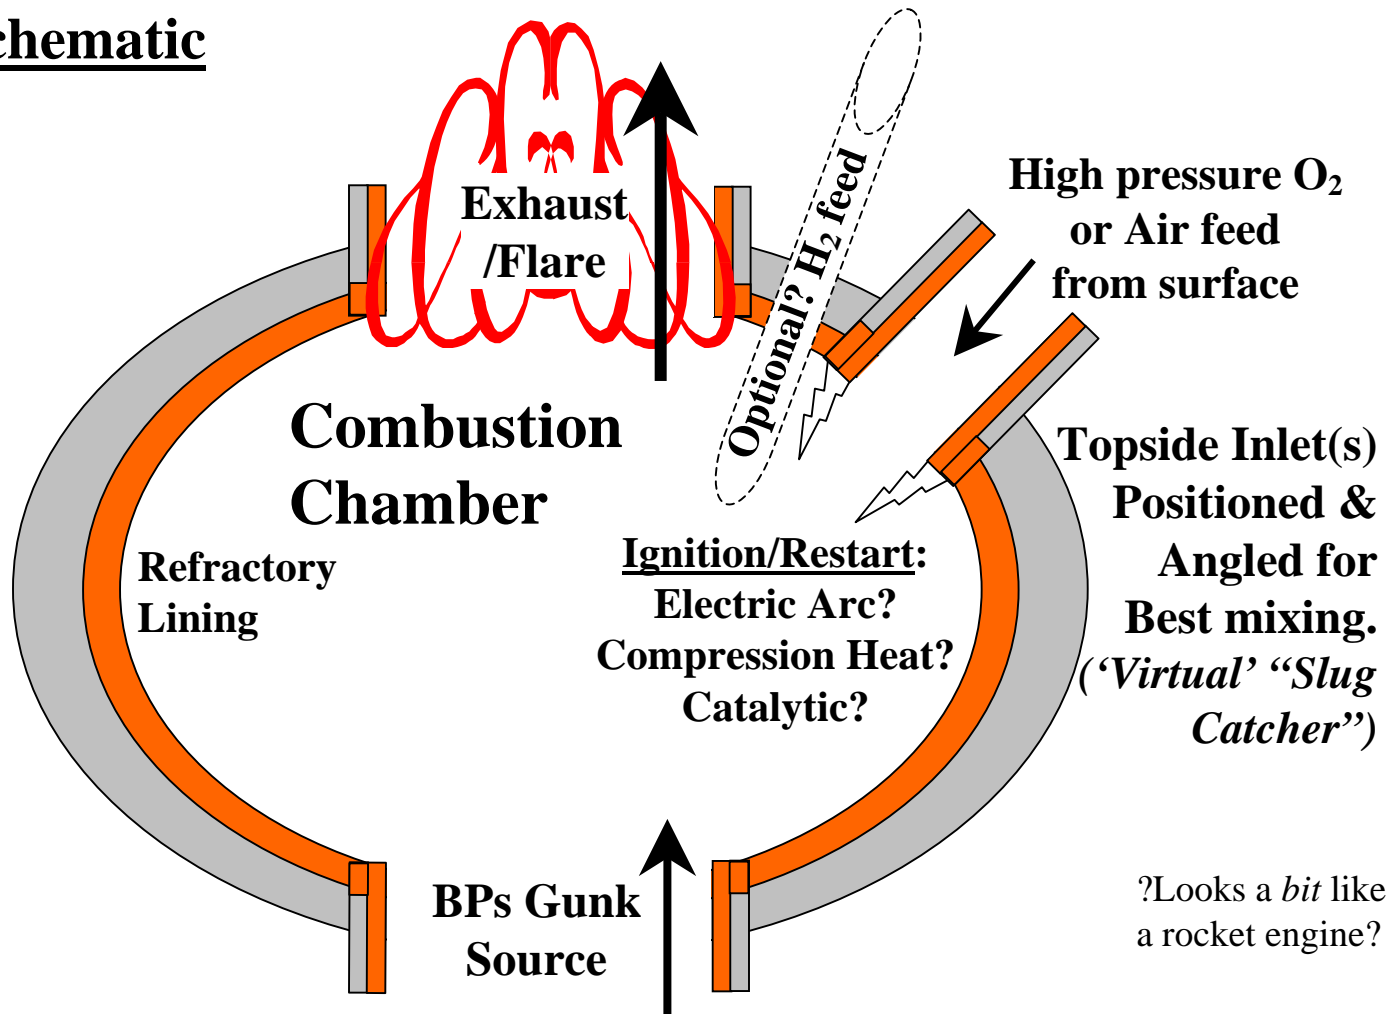 chematic
Exhaust
/Flare
Optional? H₂ feed
High pressure O₂
or Air feed
from surface
Combustion
Chamber
Refractory
Lining
Ignition/Restart:
Electric Arc?
Compression Heat?
Catalytic?
Topside Inlet(s)
Positioned &
Angled for
Best mixing.
(‘Virtual’ “Slug
Catcher”)
BPs Gunk
Source
?Looks a bit like
a rocket engine?